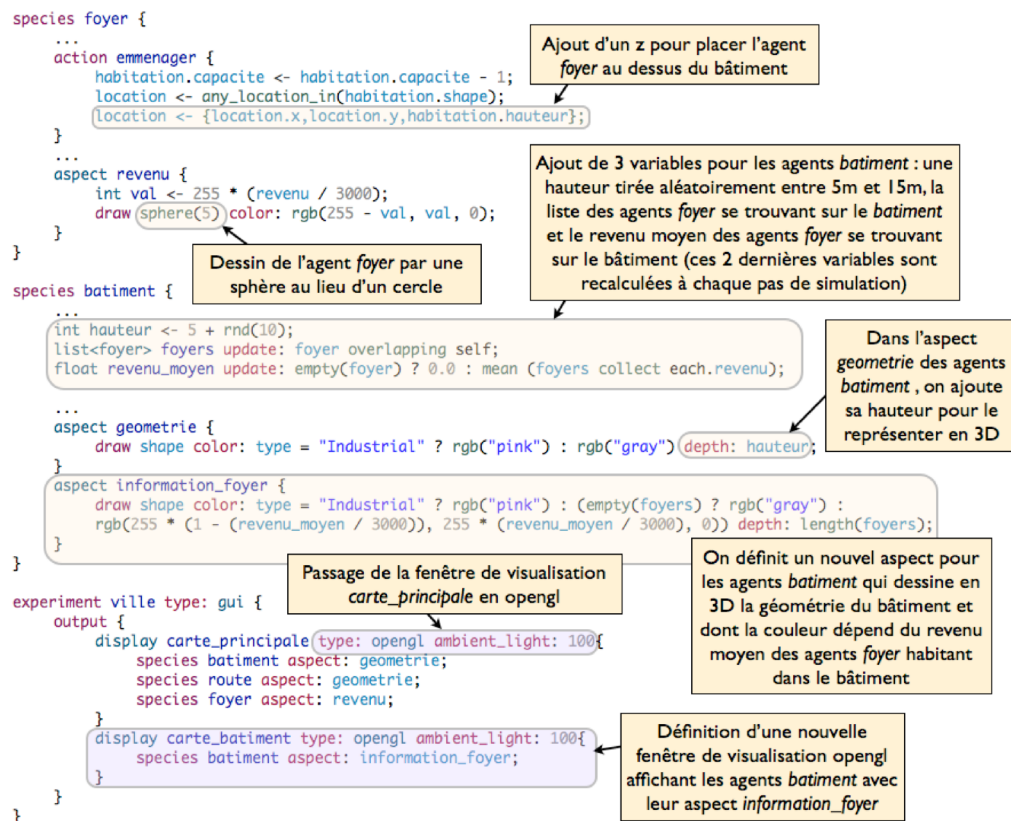 species foyer {
...
action emmenager {
habitation.capacite <- habitation.capacite - 1;
location <- any_location_in(habitation.shape);
location <- {location.x,location.y,habitation.hauteur};
}
...
aspect revenu {
int val <- 255 * (revenu / 3000);
draw sphere(5) color: rgb(255 - val, val, 0);
}
}
Ajout d'un z pour placer l'agent
foyer au dessus du bâtiment
Dessin de l'agent foyer par une
sphère au lieu d'un cercle
Ajout de 3 variables pour les agents batiment : une
hauteur tirée aléatoirement entre 5m et 15m, la
liste des agents foyer se trouvant sur le batiment
et le revenu moyen des agents foyer se trouvant
sur le bâtiment (ces 2 dernières variables sont
recalculées à chaque pas de simulation)
species batiment {
...
int hauteur <- 5 + rnd(10);
list<foyer> foyers update: foyer overlapping self;
float revenu_moyen update: empty(foyer) ? 0.0 : mean (foyers collect each.revenu);
...
aspect geometrie {
draw shape color: type = "Industrial" ? rgb("pink") : rgb("gray") depth: hauteur;
}
aspect information_foyer {
draw shape color: type = "Industrial" ? rgb("pink") : (empty(foyers) ? rgb("gray") :
rgb(255 * (1 - (revenu_moyen / 3000)), 255 * (revenu_moyen / 3000), 0)) depth: length(foyers);
}
}
Dans l'aspect
geometrie des agents
batiment , on ajoute
sa hauteur pour le
représenter en 3D
On définit un nouvel aspect pour
les agents batiment qui dessine en
3D la géométrie du bâtiment et
dont la couleur dépend du revenu
moyen des agents foyer habitant
dans le bâtiment
Passage de la fenêtre de visualisation
carte_principale en opengl
experiment ville type: gui {
output {
display carte_principale type: opengl ambient_light: 100{
species batiment aspect: geometrie;
species route aspect: geometrie;
species foyer aspect: revenu;
}
display carte_batiment type: opengl ambient_light: 100{
species batiment aspect: information_foyer;
}
}
}
Définition d'une nouvelle
fenêtre de visualisation opengl
affichant les agents batiment avec
leur aspect information_foyer